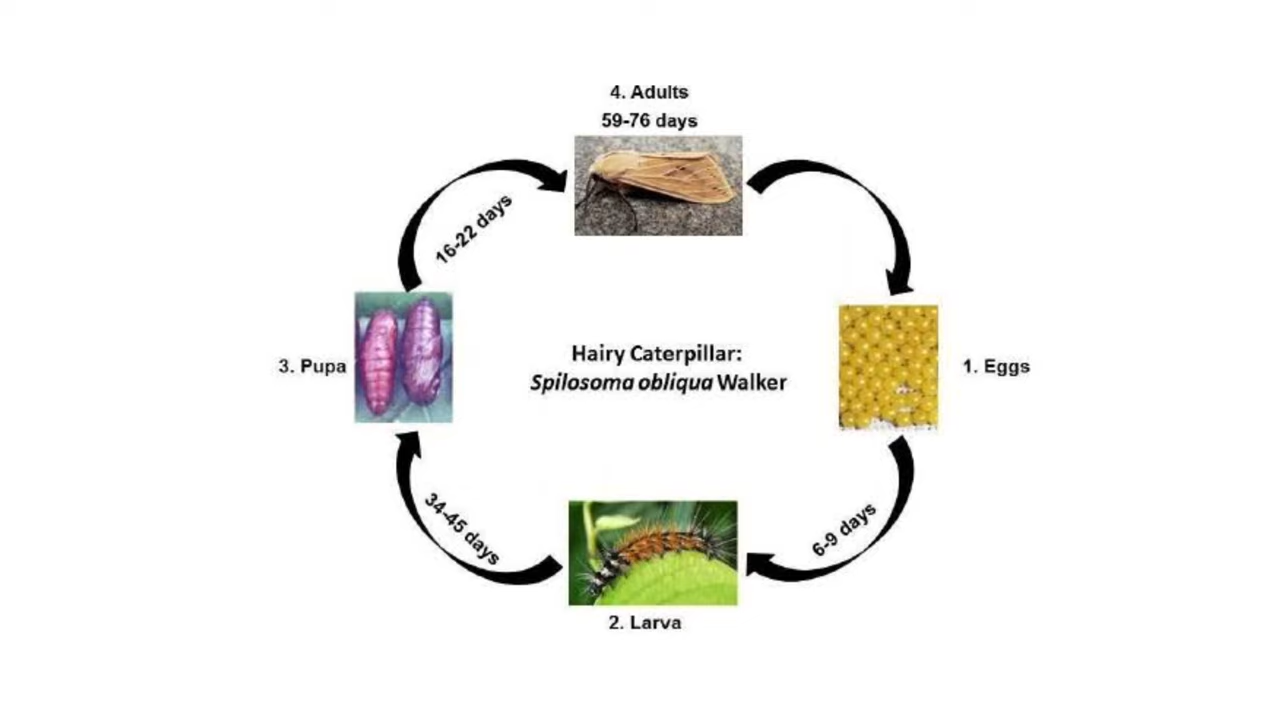 4. Adults
59-76 days
16-22 days
3. Pupa
Hairy Caterpillar:
Spilosoma obliqua Walker
1. Eggs
34-45 days
6-9 days
2. Larva